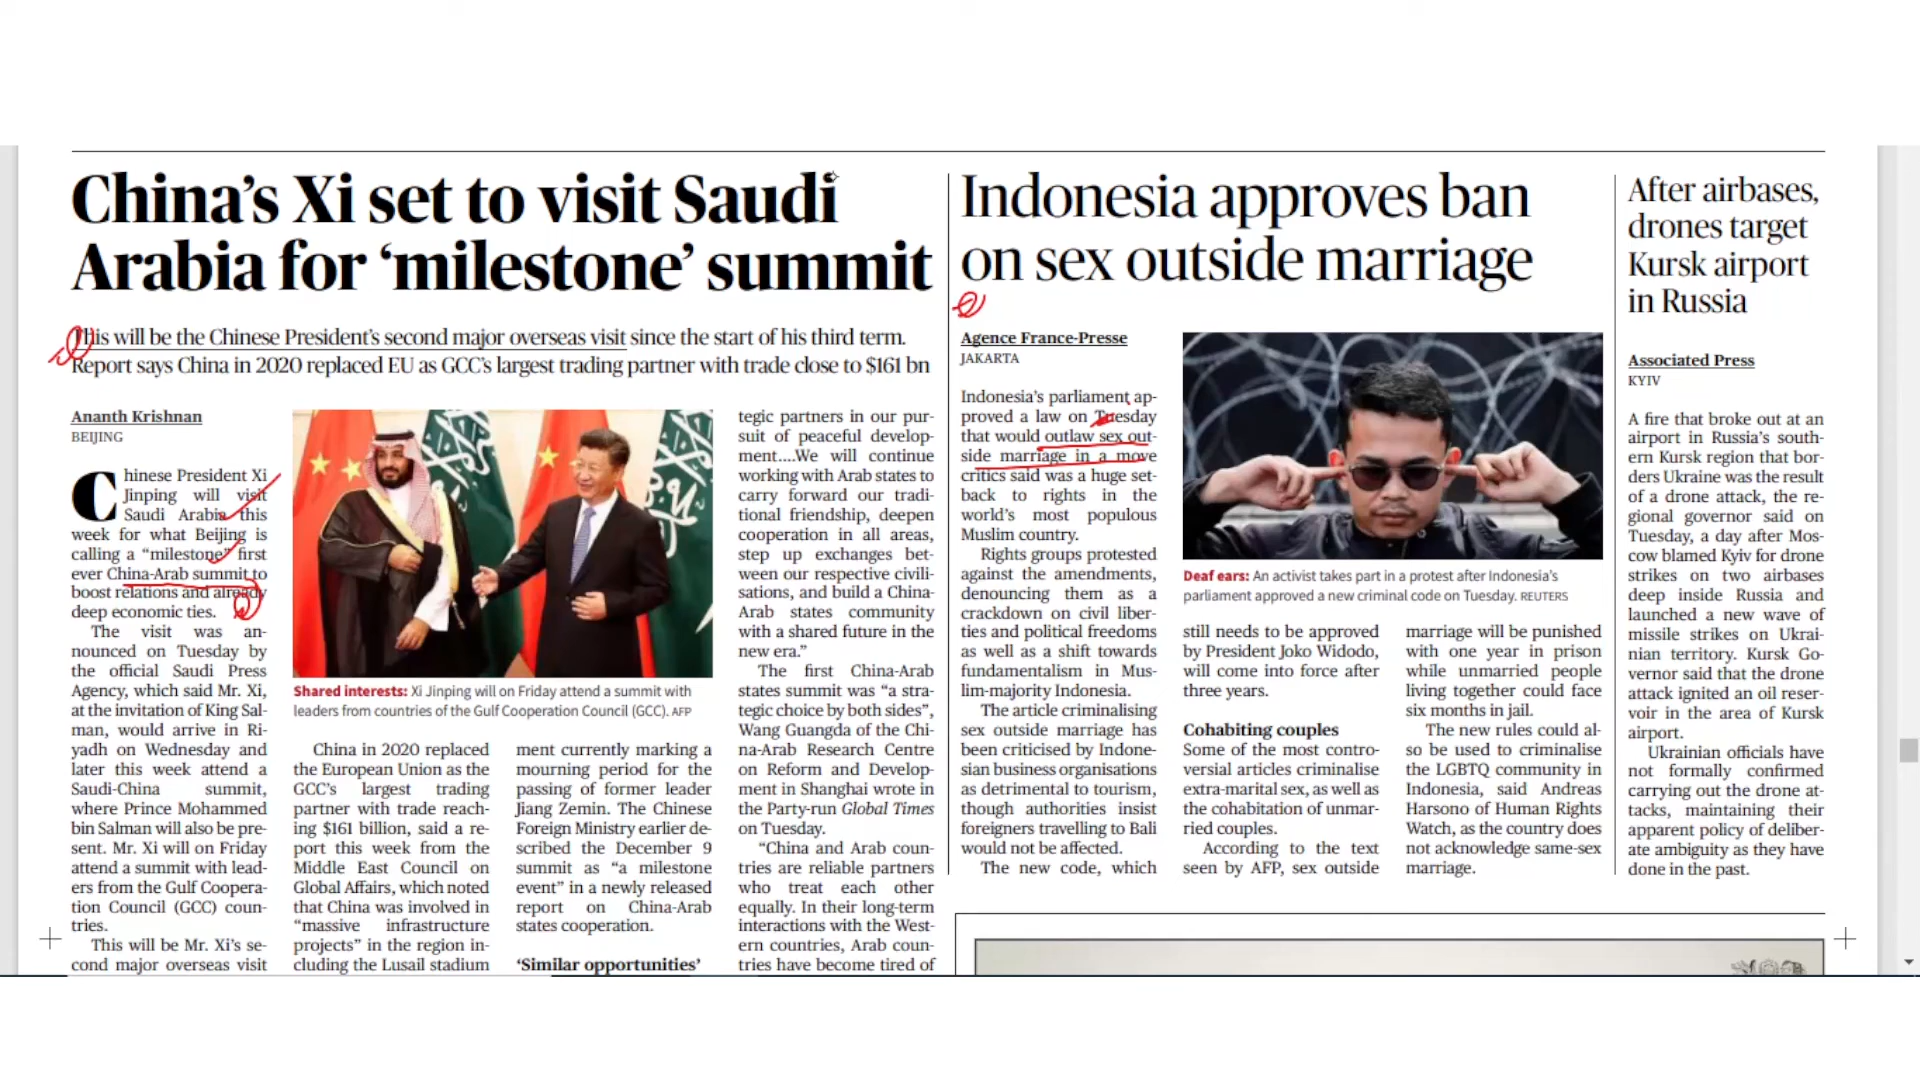 China's Xi set to visit Saudi
Arabia for 'milestone' summit
This will be the Chinese President's second major overseas visit since the start of his third term.
Report says China in 2020 replaced EU as GCC's largest trading partner with trade close to $161 bn
Ananth Krishnan
BEIJING
Chinese President Xi
Jinping will visit
Saudi Arabia this
week for what Beijing is
calling a “milestone” first
ever China-Arab summit to
boost relations and already
deep economic ties.
The visit was an-
nounced on Tuesday by
the official Saudi Press
Agency, which said Mr. Xi,
at the invitation of King Sal-
man, would arrive in Ri-
yadh on Wednesday and
later this week attend a
Saudi-China summit,
where Prince Mohammed
bin Salman will also be pre-
sent. Mr. Xi will on Friday
attend a summit with lead-
ers from the Gulf Coopera-
tion Council (GCC) coun-
tries.
This will be Mr. Xi's se-
cond major overseas visit
Shared interests: Xi Jinping will on Friday attend a summit with
leaders from countries of the Gulf Cooperation Council (GCC). AFP
China in 2020 replaced
the European Union as the
GCC's largest trading
partner with trade reach-
ing $161 billion, said a re-
port this week from the
Middle East Council on
Global Affairs, which noted
that China was involved in
“massive infrastructure
projects” in the region in-
cluding the Lusail stadium
ment currently marking a
mourning period for the
passing of former leader
Jiang Zemin. The Chinese
Foreign Ministry earlier de-
scribed the December 9
summit as “a milestone
event” in a newly released
report on China-Arab
states cooperation.
‘Similar opportunities’
tegic partners in our pur-
suit of peaceful develop-
ment....We will continue
working with Arab states to
carry forward our tradi-
tional friendship, deepen
cooperation in all areas,
step up exchanges bet-
ween our respective civili-
sations, and build a China-
Arab states community
with a shared future in the
new era.”
The first China-Arab
states summit was “a stra-
tegic choice by both sides”,
Wang Guangda of the Chi-
na-Arab Research Centre
on Reform and Develop-
ment in Shanghai wrote in
the Party-run Global Times
on Tuesday.
“China and Arab coun-
tries are reliable partners
who treat each other
equally. In their long-term
interactions with the West-
ern countries, Arab coun-
tries have become tired of
Indonesia approves ban
on sex outside marriage
Agence France-Presse
JAKARTA
Indonesia's parliament ap-
proved a law on Tuesday
that would outlaw sex out-
side marriage in a move
critics said was a huge set-
back to rights in the
world's most populous
Muslim country.
Rights groups protested
against the amendments,
denouncing them as a
crackdown on civil liber-
ties and political freedoms
as well as a shift towards
fundamentalism in Mus-
lim-majority Indonesia.
The article criminalising
sex outside marriage has
been criticised by Indone-
sian business organisations
as detrimental to tourism,
though authorities insist
foreigners travelling to Bali
would not be affected.
The new code, which
Deaf ears: An activist takes part in a protest after Indonesia's
parliament approved a new criminal code on Tuesday. REUTERS
still needs to be approved
by President Joko Widodo,
will come into force after
three years.
Cohabiting couples
Some of the most contro-
versial articles criminalise
extra-marital sex, as well as
the cohabitation of unmar-
ried couples.
According to the text
seen by AFP, sex outside
marriage will be punished
with one year in prison
while unmarried people
living together could face
six months in jail.
The new rules could al-
so be used to criminalise
the LGBTQ community in
Indonesia, said Andreas
Harsono of Human Rights
Watch, as the country does
not acknowledge same-sex
marriage.
After airbases,
drones target
Kursk airport
in Russia
Associated Press
KYIV
A fire that broke out at an
airport in Russia's south-
ern Kursk region that bor-
ders Ukraine was the result
of a drone attack, the re-
gional governor said on
Tuesday, a day after Mos-
cow blamed Kyiv for drone
strikes on two airbases
deep inside Russia and
launched a new wave of
missile strikes on Ukrai-
nian territory. Kursk Go-
vernor said that the drone
attack ignited an oil reser-
voir in the area of Kursk
airport.
Ukrainian officials have
not formally confirmed
carrying out the drone at-
tacks, maintaining their
apparent policy of deliber-
ate ambiguity as they have
done in the past.